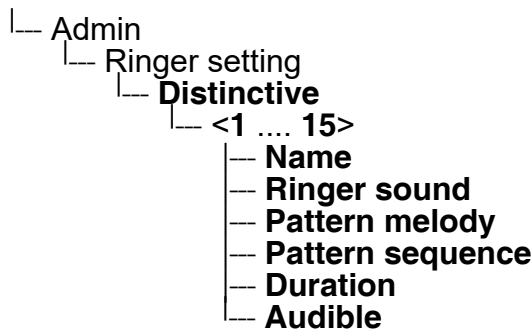 Admin
Ringer setting
Distinctive
<1 .... 15>
Name
Ringer sound
Pattern melody
Pattern sequence
Duration
Audible